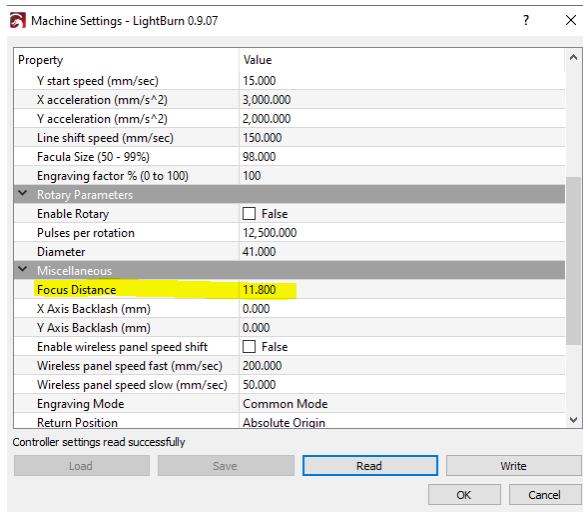 Machine Settings - LightBurn 0.9.07 ? ×
Property Value
Y start speed (mm/sec) 15.000
X acceleration (mm/s^2) 3,000.000
Y acceleration (mm/s^2) 2,000.000
Line shift speed (mm/sec) 150.000
Facula Size (50 - 99%) 98.000
Engraving factor % (0 to 100) 100
Rotary Parameters
Enable Rotary False
Pulses per rotation 12,500.000
Diameter 41.000
Miscellaneous
Focus Distance 11.800
X Axis Backlash (mm) 0.000
Y Axis Backlash (mm) 0.000
Enable wireless panel speed shift False
Wireless panel speed fast (mm/sec) 200.000
Wireless panel speed slow (mm/sec) 50.000
Engraving Mode Common Mode
Return Position Absolute Origin
Controller settings read successfully
Load Save Read Write
OK Cancel